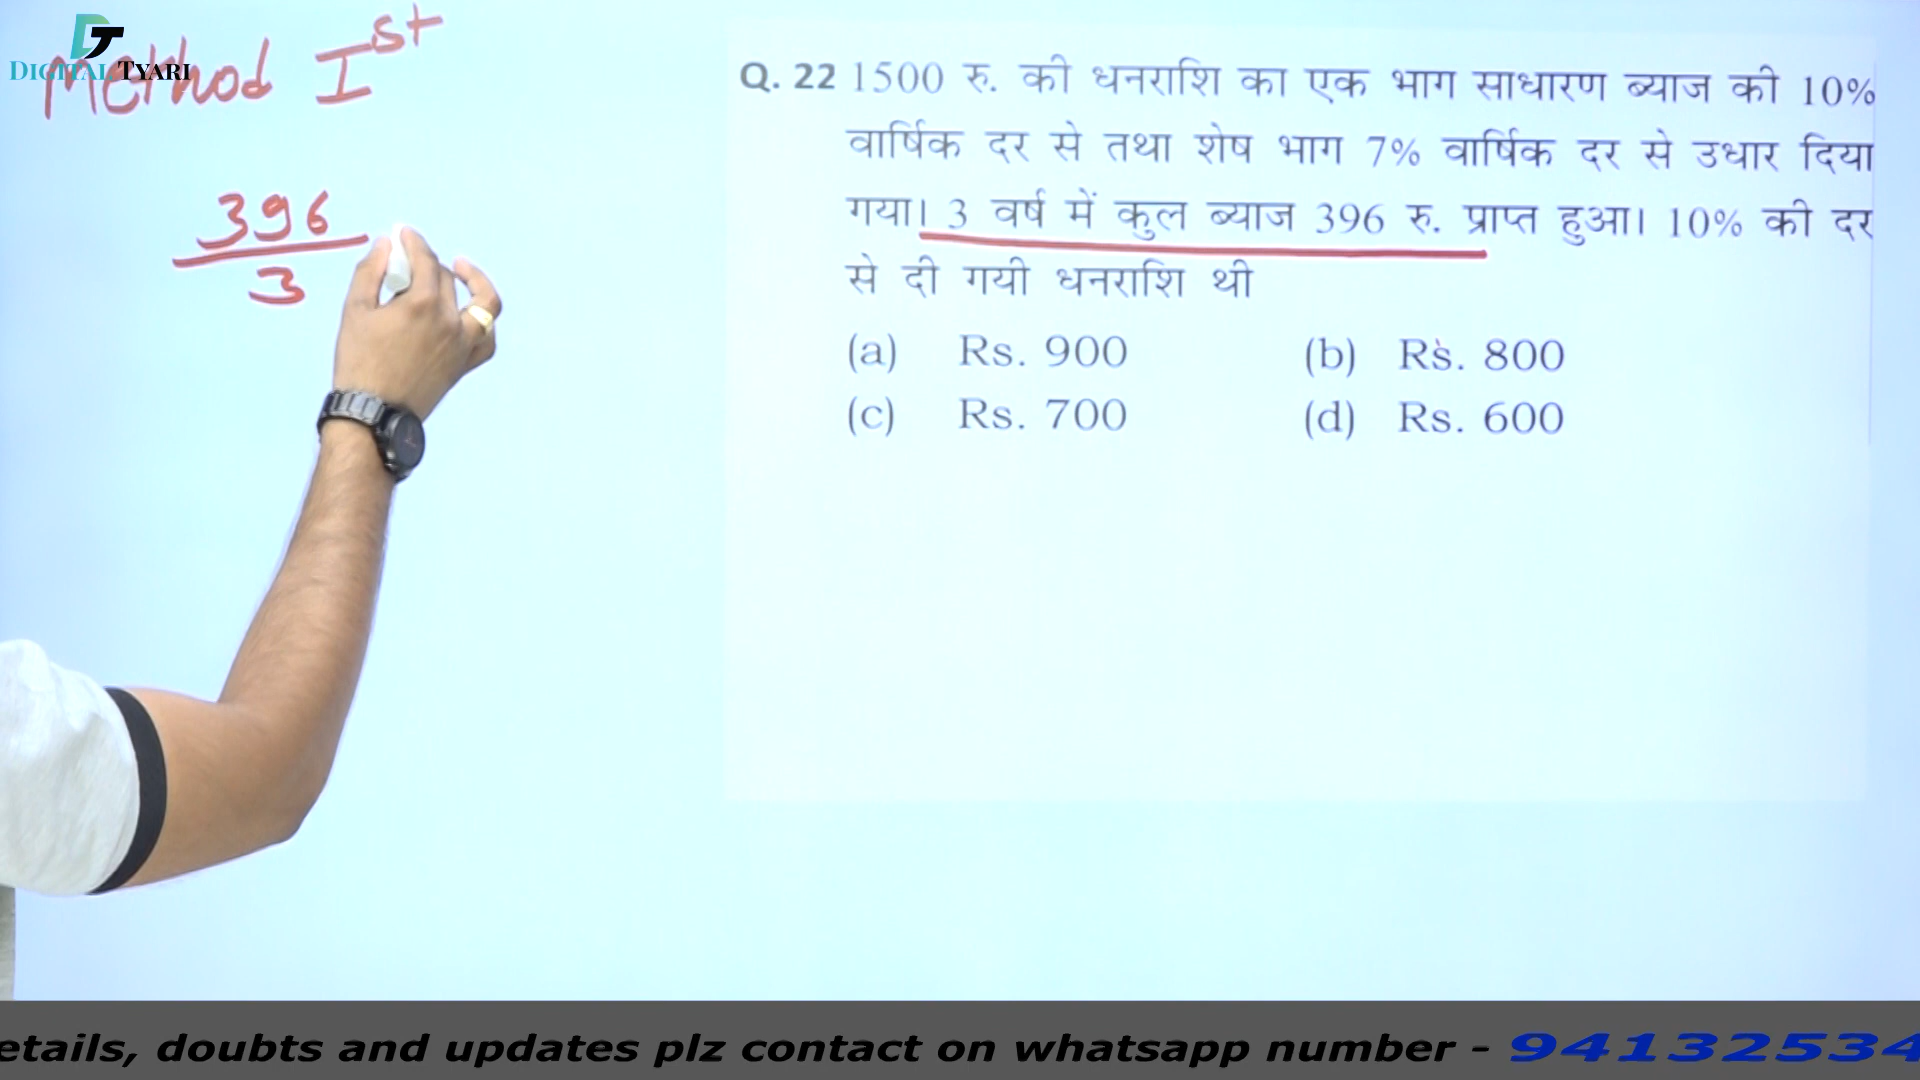 Method Ist
DIGITAL TYARI
396
3
Q. 22 1500 रु. की धनराशि का एक भाग साधारण ब्याज की 10%
वार्षिक दर से तथा शेष भाग 7% वार्षिक दर से उधार दिया
गया। 3 वर्ष में कुल ब्याज 396 रु. प्राप्त हुआ। 10% की दर
से दी गयी धनराशि थी
(a) Rs. 900 (b) Rs. 800
(c) Rs. 700 (d) Rs. 600
etails, doubts and updates plz contact on whatsapp number - 94132534